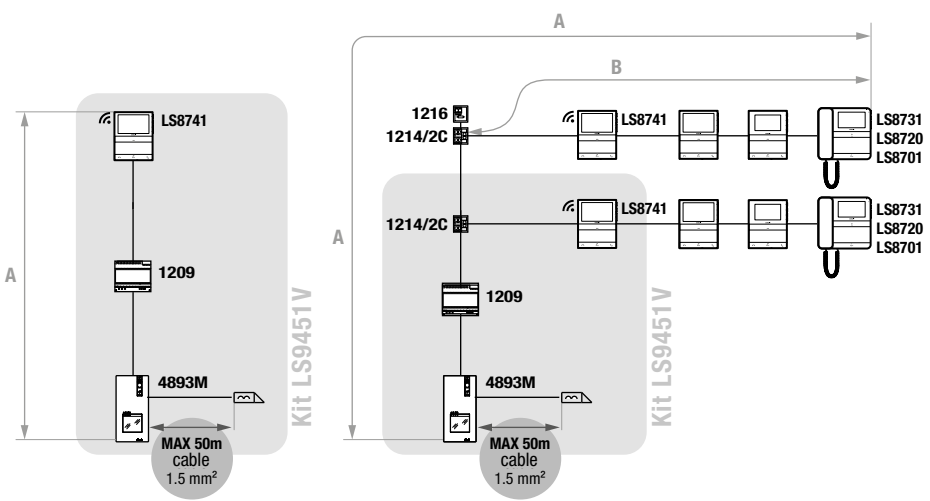 LS8741
A
1209
4893M
MAX 50m
cable
1.5 mm²
Kit LS9451V
A
B
1216
1214/2C
LS8741
LS8731
LS8720
LS8701
A
1214/2C
LS8741
LS8731
LS8720
LS8701
1209
4893M
MAX 50m
cable
1.5 mm²
Kit LS9451V